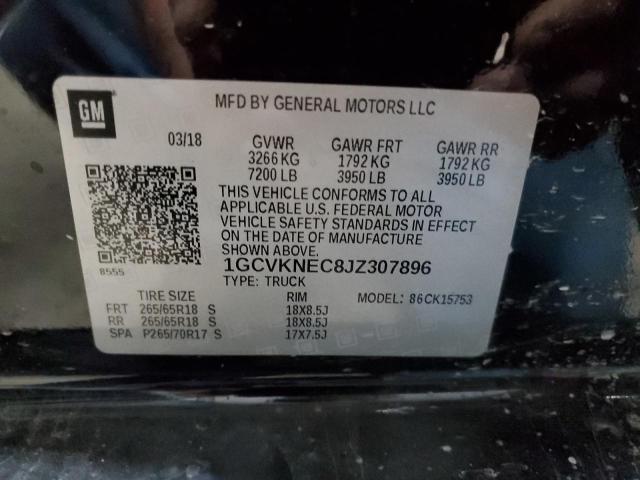 GM
MFD BY GENERAL MOTORS LLC
03/18 GVWR GAWR FRT GAWR RR
3266 KG 1792 KG 1792 KG
7200 LB 3950 LB 3950 LB
THIS VEHICLE CONFORMS TO ALL
APPLICABLE U.S. FEDERAL MOTOR
VEHICLE SAFETY STANDARDS IN EFFECT
ON THE DATE OF MANUFACTURE
SHOWN ABOVE.
8555
1GCVKNEC8JZ307896
TYPE: TRUCK
TIRE SIZE RIM MODEL: 86CK15753
FRT 265/65R18 S 18X8.5J
RR 265/65R18 S 18X8.5J
SPA P265/70R17 S 17X7.5J